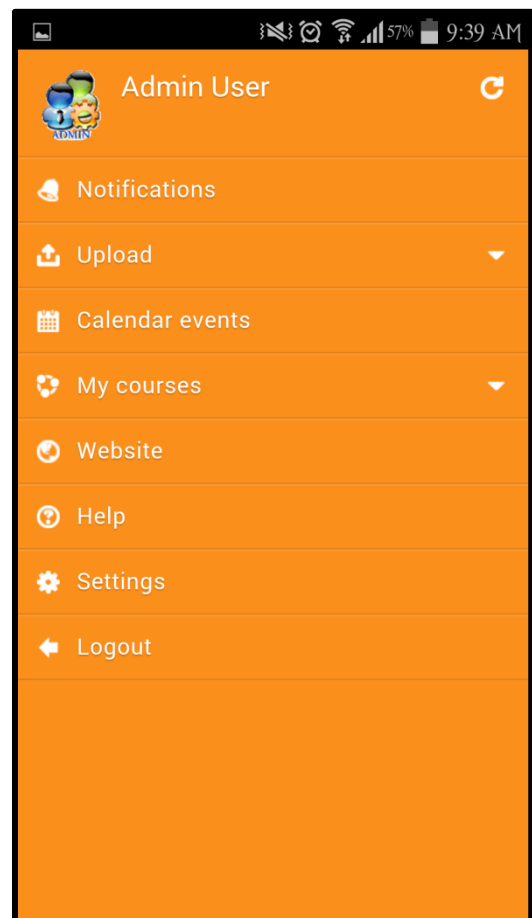 57% 9:39 AM
Admin User
ADMIN
Notifications
Upload
Calendar events
My courses
Website
Help
Settings
Logout